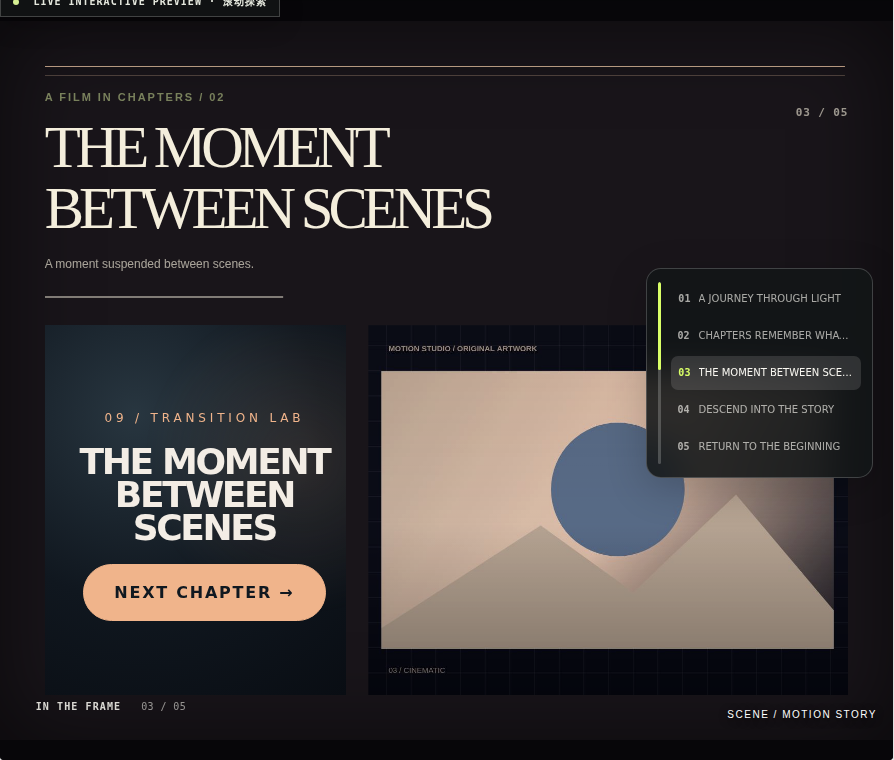 LIVE INTERACTIVE PREVIEW · 滚动探索
A FILM IN CHAPTERS / 02
03 / 05
THE MOMENT
BETWEEN SCENES
A moment suspended between scenes.
01 A JOURNEY THROUGH LIGHT
02 CHAPTERS REMEMBER WHA...
03 THE MOMENT BETWEEN SCE...
04 DESCEND INTO THE STORY
05 RETURN TO THE BEGINNING
09 / TRANSITION LAB
THE MOMENT
BETWEEN
SCENES
NEXT CHAPTER →
MOTION STUDIO / ORIGINAL ARTWORK
03 / CINEMATIC
IN THE FRAME 03 / 05
SCENE / MOTION STORY